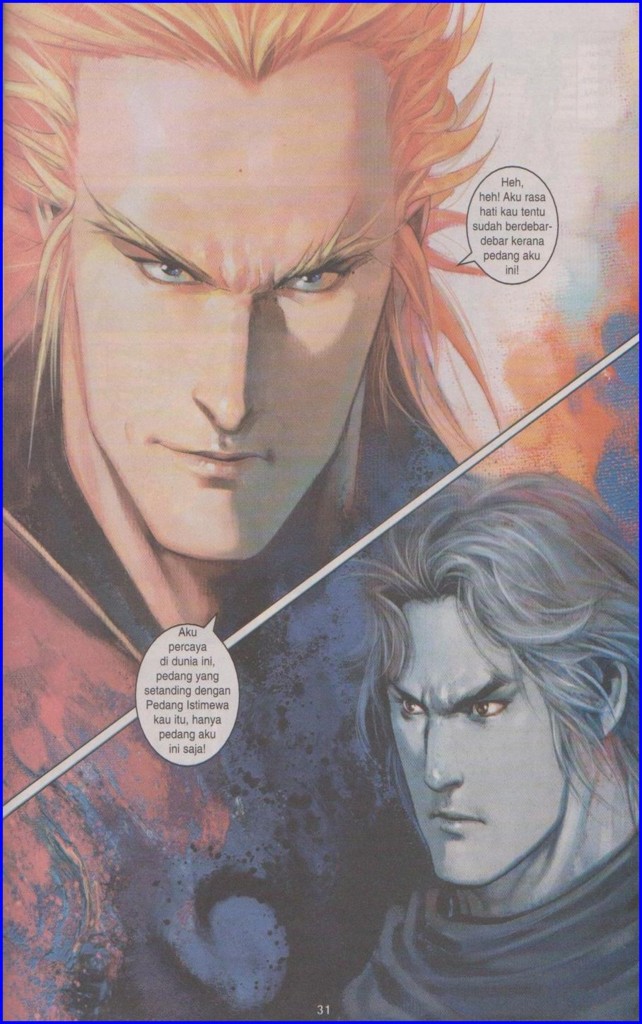 Heh,
heh! Aku rasa
hati kau tentu
sudah berdebar-
debar kerana
pedang aku
ini!
Aku
percaya
di dunia ini,
pedang yang
setanding dengan
Pedang Istimewa
kau itu, hanya
pedang aku
ini saja!
31